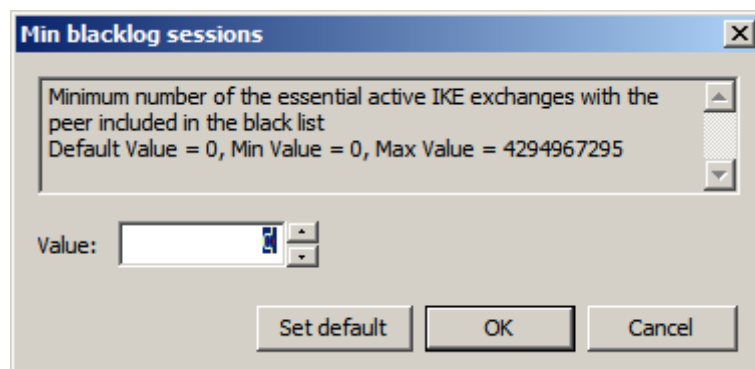 Min blacklog sessions
Minimum number of the essential active IKE exchanges with the
peer included in the black list
Default Value = 0, Min Value = 0, Max Value = 4294967295
Value: 0
Set default OK Cancel